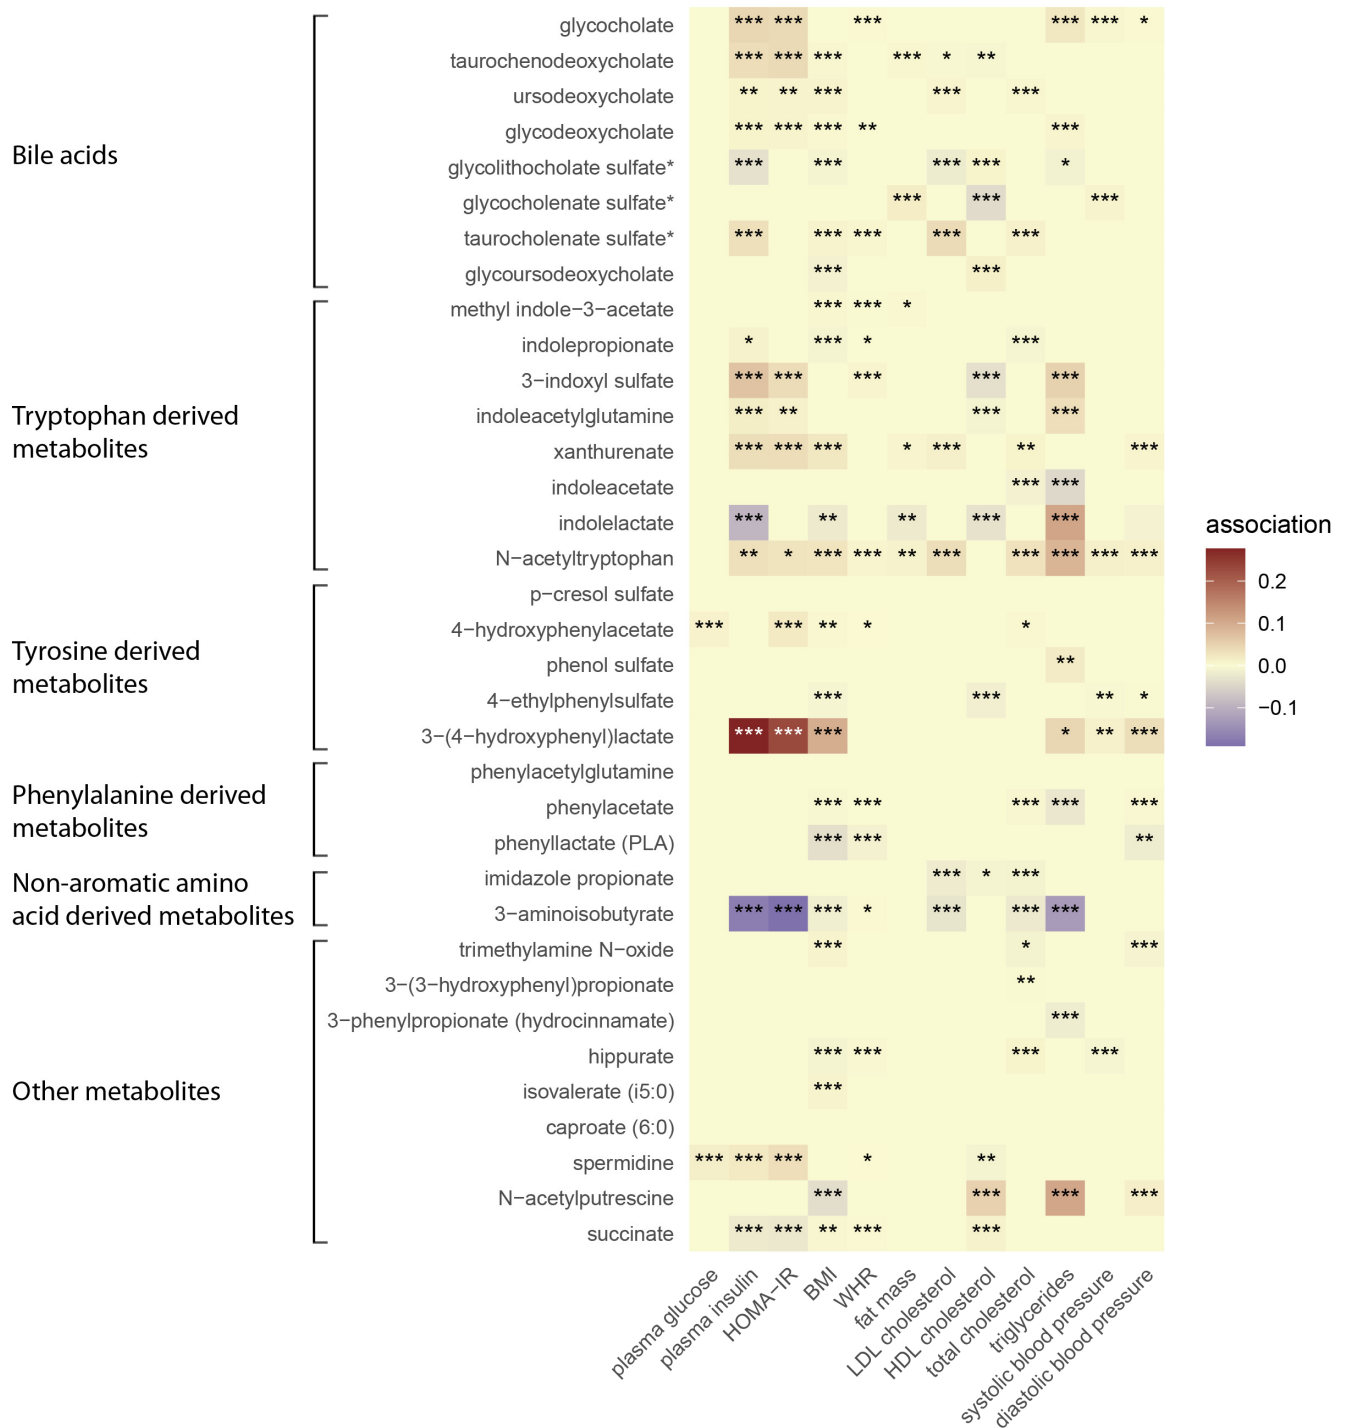 glycocholate *** *** *** *** *** *
taurochenodeoxycholate *** *** *** *** * **
ursodeoxycholate ** ** *** *** ***
glycodeoxycholate *** *** *** ** ***
Bile acids
glycolithocholate sulfate* *** *** *** *** *
glycocholenate sulfate* *** *** ***
taurocholenate sulfate* *** *** *** *** ***
glycoursodeoxycholate *** ***
methyl indole−3−acetate *** *** *
indolepropionate * *** * ***
3−indoxyl sulfate *** *** *** *** ***
Tryptophan derived
metabolites
indoleacetylglutamine *** ** *** ***
xanthurenate *** *** *** * *** ** ***
indoleacetate *** ***
indolelactate *** ** ** *** ***
N−acetyltryptophan ** * *** *** ** *** *** *** *** ***
p−cresol sulfate
4−hydroxyphenylacetate *** *** ** * *
Tyrosine derived
metabolites
phenol sulfate **
4−ethylphenylsulfate *** *** ** *
3−(4−hydroxyphenyl)lactate *** *** *** * ** ***
phenylacetylglutamine
Phenylalanine derived
metabolites
phenylacetate *** *** *** *** ***
phenyllactate (PLA) *** *** **
Non-aromatic amino
acid derived metabolites
imidazole propionate *** * ***
3−aminoisobutyrate *** *** *** * *** *** ***
trimethylamine N−oxide *** * ***
3−(3−hydroxyphenyl)propionate **
3−phenylpropionate (hydrocinnamate) ***
hippurate *** *** *** ***
Other metabolites
isovalerate (i5:0) ***
caproate (6:0)
spermidine *** *** *** * **
N−acetylputrescine *** *** *** ***
succinate *** *** ** *** ***
plasma glucose
plasma insulin
HOMA−IR
BMI
WHR
fat mass
LDL cholesterol
HDL cholesterol
total cholesterol
triglycerides
systolic blood pressure
diastolic blood pressure
association
0.2
0.1
0.0
−0.1